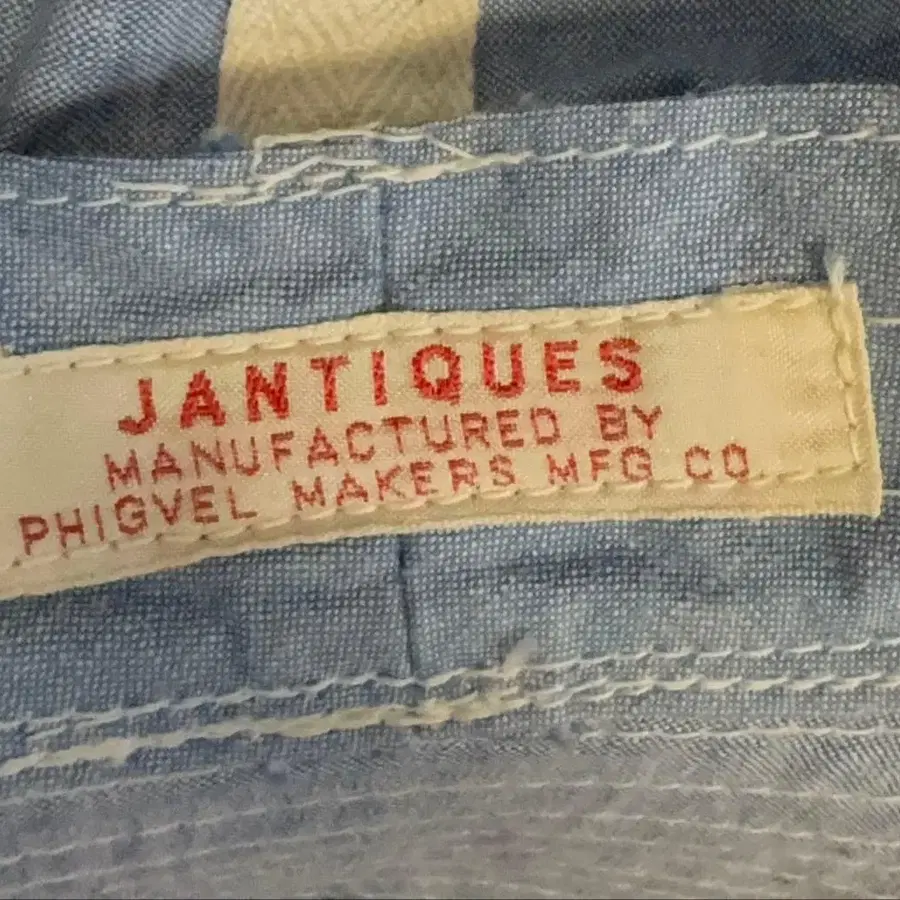 JANTIQUES
MANUFACTURED BY
PHIGVEL MAKERS MFG CO